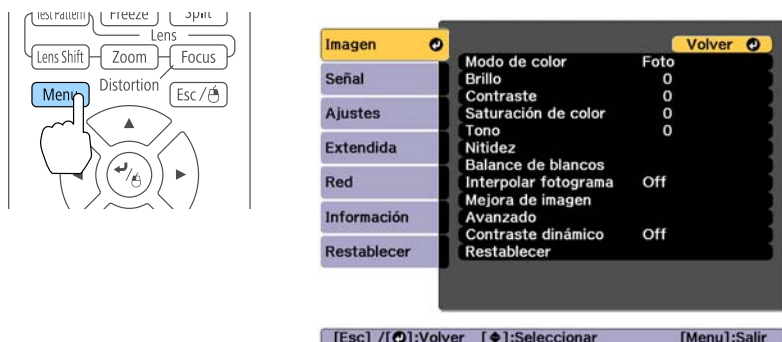 Test Pattern Freeze Split
Lens
Lens Shift Zoom Focus
Distortion
Menu Esc /
Imagen
Señal
Ajustes
Extendida
Red
Información
Restablecer
Volver
Modo de color Foto
Brillo 0
Contraste 0
Saturación de color 0
Tono 0
Nitidez
Balance de blancos
Interpolar fotograma Off
Mejora de imagen
Avanzado
Contraste dinámico Off
Restablecer
[Esc] /[ ]:Volver [ ]:Seleccionar [Menu]:Salir